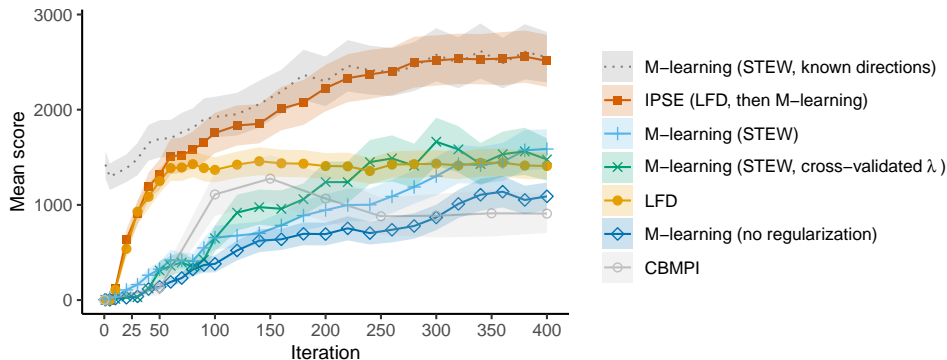 3000
2000
1000
0
Mean score
0
25
50
100
150
200
250
300
350
400
Iteration
M−learning (STEW, known directions)
IPSE (LFD, then M−learning)
M−learning (STEW)
M−learning (STEW, cross−validated λ)
LFD
M−learning (no regularization)
CBMPI